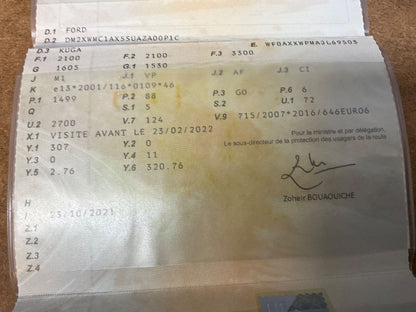 D.1 FORD
D.2 DM2XWMC1AX5SUAZA00P1C
D.3 KUGA E. WF0AXXWPMA3L69505
F.1 2100 F.2 2100 F.3 3300
G 1605 G.1 1530
J M1 J.1 VP J.2 AF J.3 CI
K e13*2001/116*0109*46
P.1 1499 P.2 88 P.3 GO P.6 6
Q S.1 5 S.2 U.1 72
U.2 2700 V.7 124 V.9 715/2007*2016/646EURO6
X.1 VISITE AVANT LE 23/02/2022
Y.1 307 Y.2 0
Y.3 0 Y.4 11
Y.5 2.76 Y.6 320.76
Pour le ministre et par délégation,
Le sous-directeur de la protection des usagers de la route
Zoheir BOUAOUICHE
H
I 23/10/2021
Z.1
Z.2
Z.3
Z.4